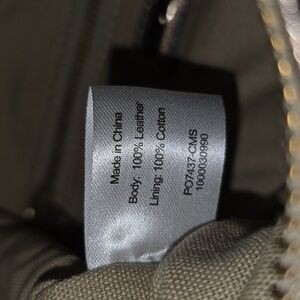 Made in China
Body: 100% Leather
Lining: 100% Cotton
PO7437-CMS
1000030990